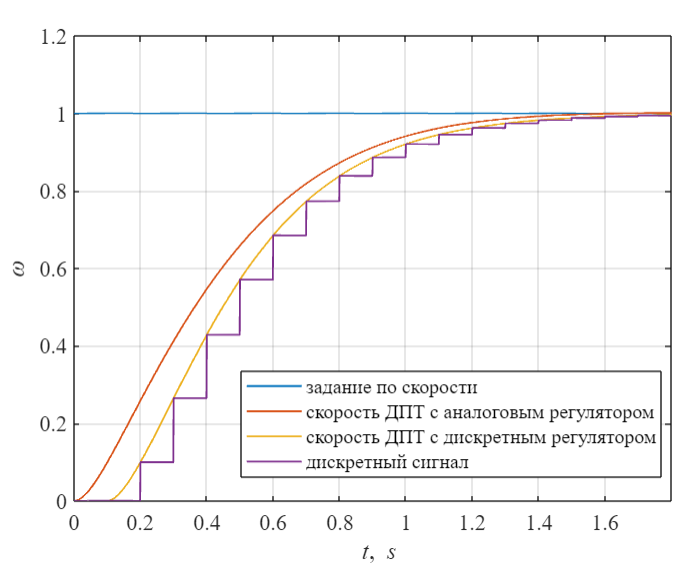 1.2
1
0.8
0.6
0.4
0.2
0
ω
задание по скорости
скорость ДПТ с аналоговым регулятором
скорость ДПТ с дискретным регулятором
дискретный сигнал
0 0.2 0.4 0.6 0.8 1 1.2 1.4 1.6
t, s